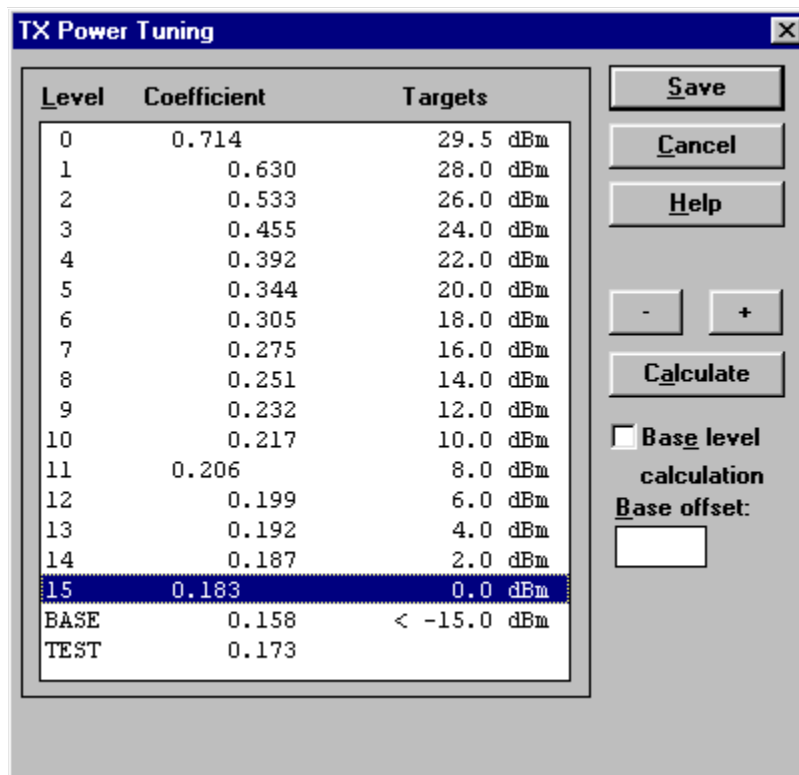 TX Power Tuning
Level Coefficient Targets
0 0.714 29.5 dBm
1 0.630 28.0 dBm
2 0.533 26.0 dBm
3 0.455 24.0 dBm
4 0.392 22.0 dBm
5 0.344 20.0 dBm
6 0.305 18.0 dBm
7 0.275 16.0 dBm
8 0.251 14.0 dBm
9 0.232 12.0 dBm
10 0.217 10.0 dBm
11 0.206 8.0 dBm
12 0.199 6.0 dBm
13 0.192 4.0 dBm
14 0.187 2.0 dBm
15 0.183 0.0 dBm
BASE 0.158 < -15.0 dBm
TEST 0.173
Save
Cancel
Help
- +
Calculate
Base level
calculation
Base offset: